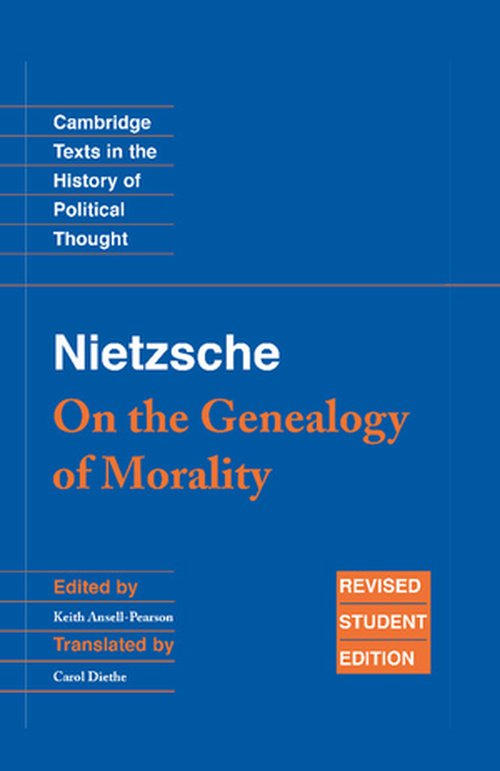 Cambridge
Texts in the
History of
Political
Thought
Nietzsche
On the Genealogy
of Morality
Edited by
Keith Ansell-Pearson
Translated by
Carol Diethe
REVISED
STUDENT
EDITION